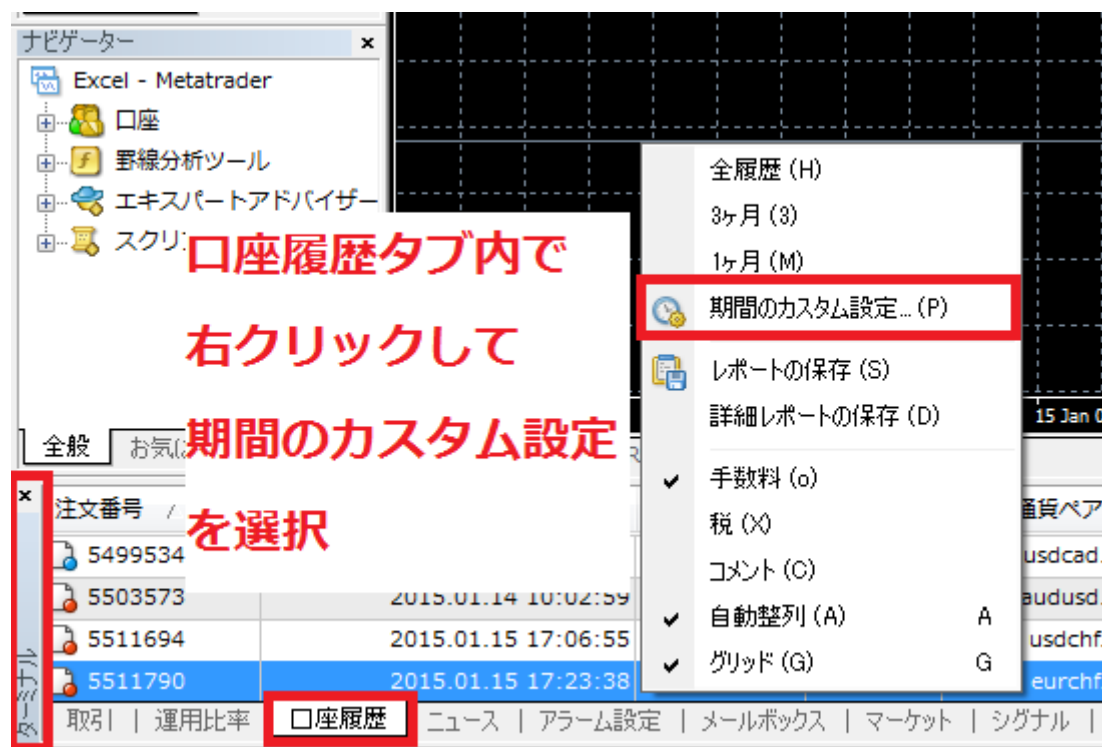 ナビゲーター
Excel - Metatrader
口座
罫線分析ツール
エキスパートアドバイザー
スクリ
全般
お気に
口座履歴タブ内で
右クリックして
期間のカスタム設定
を選択
全履歴 (H)
3ヶ月 (3)
1ヶ月 (M)
期間のカスタム設定... (P)
レポートの保存 (S)
詳細レポートの保存 (D)
手数料 (o)
税 (X)
コメント (C)
自動整列 (A) A
グリッド (G) G
15 Jan
注文番号 / 通貨ペア
5499534 usdcad.
5503573 2015.01.14 10:02:59 audusd.
5511694 2015.01.15 17:06:55 usdchf.
5511790 2015.01.15 17:23:38 eurchf.
ターミナル
取引 | 運用比率 口座履歴 ニュース | アラーム設定 | メールボックス | マーケット | シグナル |